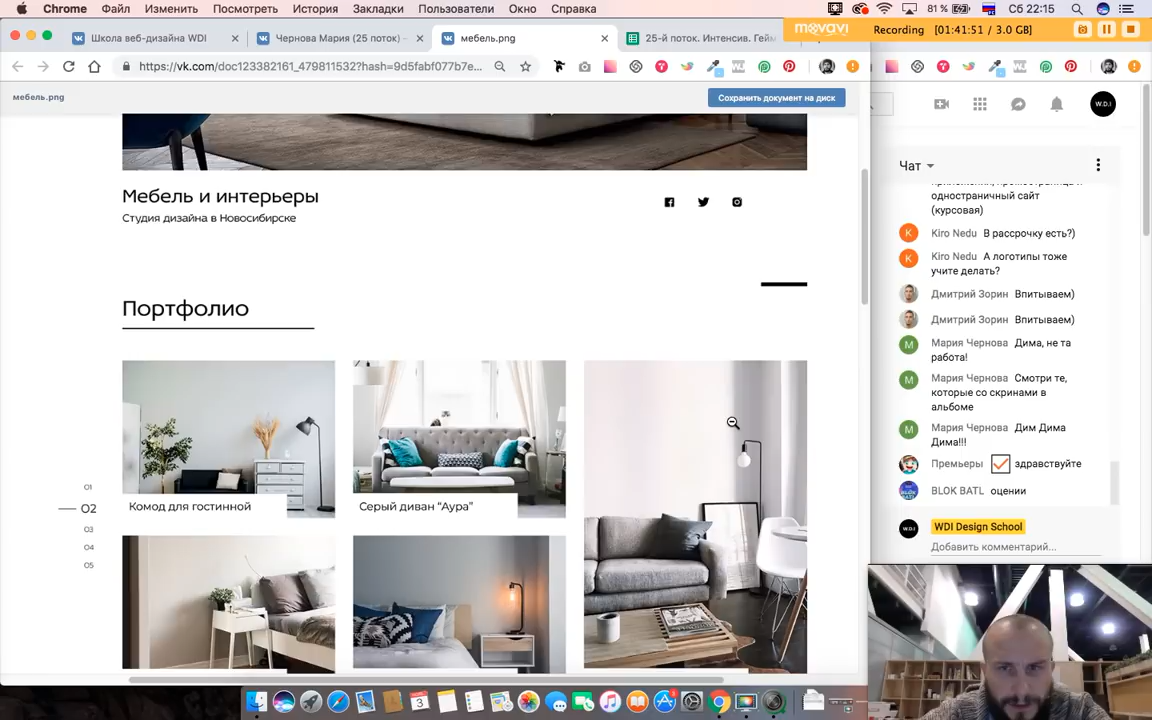 Chrome Файл Изменить Посмотреть История Закладки Пользователи Окно Справка 81 % Сб 22:15
movavi Recording [01:41:51 / 3.0 GB]
Школа веб-дизайна WDI × Чернова Мария (25 поток) - × мебель.png × 25-й поток. Интенсив. Гейм
https://vk.com/doc123382161_479811532?hash=9d5fabf077b7e...
мебель.png Сохранить документ на диск
Мебель и интерьеры
Студия дизайна в Новосибирске
Портфолио
Комод для гостинной
Серый диван “Аура”
01
02
03
04
05
W.D.I
Чат
одностраничный сайт
(курсовая)
Kiro Nedu В рассрочку есть?)
Kiro Nedu А логотипы тоже
учите делать?
Дмитрий Зорин Впитываем)
Дмитрий Зорин Впитываем)
Мария Чернова Дима, не та
работа!
Мария Чернова Смотри те,
которые со скринами в
альбоме
Мария Чернова Дим Дима
Дима!!!
Премьеры здравствуйте
BLOK BATL оцении
WDI Design School
Добавить комментарий...